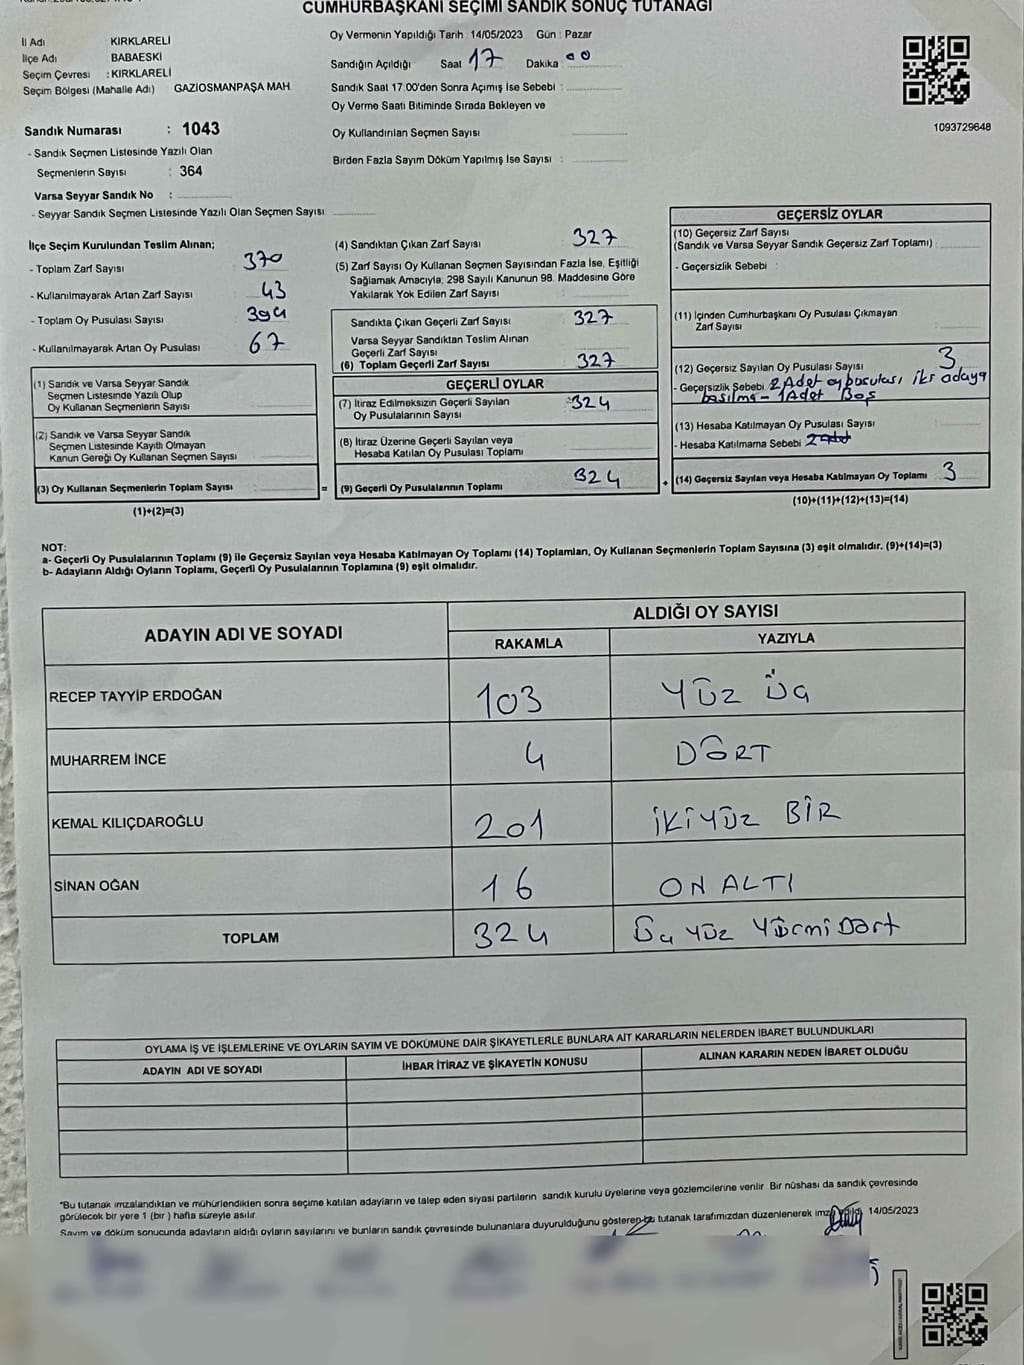 CUMHURBAŞKANI SEÇİMİ SANDIK SONUÇ TUTANAĞI
İl Adı : KIRKLARELİ
İlçe Adı : BABAESKİ
Seçim Çevresi : KIRKLARELİ
Seçim Bölgesi (Mahalle Adı) GAZİOSMANPAŞA MAH
Sandık Numarası : 1043
- Sandık Seçmen Listesinde Yazılı Olan
Seçmenlerin Sayısı : 364
Varsa Seyyar Sandık No :
- Seyyar Sandık Seçmen Listesinde Yazılı Olan Seçmen Sayısı
Oy Vermenin Yapıldığı Tarih : 14/05/2023 Gün : Pazar
Sandığın Açıldığı Saat 17 Dakika 00
Sandık Saat 17:00'den Sonra Açımış İse Sebebi :
Oy Verme Saati Bitiminde Sırada Bekleyen ve
Oy Kullandırılan Seçmen Sayısı
Birden Fazla Sayım Döküm Yapılmış İse Sayısı :
1093729648
İlçe Seçim Kurulundan Teslim Alınan;
- Toplam Zarf Sayısı : 370
- Kullanılmayarak Artan Zarf Sayısı : 43
- Toplam Oy Pusulası Sayısı : 394
- Kullanılmayarak Artan Oy Pusulası : 67
(1) Sandık ve Varsa Seyyar Sandık
Seçmen Listesinde Yazılı Olup
Oy Kullanan Seçmenlerin Sayısı
(2) Sandık ve Varsa Seyyar Sandık
Seçmen Listesinde Kayıtlı Olmayan
Kanun Gereği Oy Kullanan Seçmen Sayısı
(3) Oy Kullanan Seçmenlerin Toplam Sayısı
(1)+(2)=(3)
=
(4) Sandıktan Çıkan Zarf Sayısı 327
(5) Zarf Sayısı Oy Kullanan Seçmen Sayısından Fazla İse, Eşitliği
Sağlamak Amacıyla; 298 Sayılı Kanunun 98. Maddesine Göre
Yakılarak Yok Edilen Zarf Sayısı
Sandıkta Çıkan Geçerli Zarf Sayısı : 327
Varsa Seyyar Sandıktan Teslim Alınan
Geçerli Zarf Sayısı
(6) Toplam Geçerli Zarf Sayısı : 327
GEÇERLİ OYLAR
(7) İtiraz Edilmeksizin Geçerli Sayılan
Oy Pusulalarının Sayısı : 324
(8) İtiraz Üzerine Geçerli Sayılan veya
Hesaba Katılan Oy Pusulası Toplamı
(9) Geçerli Oy Pusulalarının Toplamı 324
+
GEÇERSİZ OYLAR
(10) Geçersiz Zarf Sayısı
(Sandık ve Varsa Seyyar Sandık Geçersiz Zarf Toplamı)
- Geçersizlik Sebebi :
(11) İçinden Cumhurbaşkanı Oy Pusulası Çıkmayan
Zarf Sayısı
(12) Geçersiz Sayılan Oy Pusulası Sayısı 3
- Geçersizlik Sebebi 2 Adet oy pusulası iki adaya
basılma - 1 Adet Boş
(13) Hesaba Katılmayan Oy Pusulası Sayısı
- Hesaba Katılmama Sebebi
(14) Geçersiz Sayılan veya Hesaba Katılmayan Oy Toplamı 3
(10)+(11)+(12)+(13)=(14)
NOT:
a- Geçerli Oy Pusulalarının Toplamı (9) ile Geçersiz Sayılan veya Hesaba Katılmayan Oy Toplamı (14) Toplamları, Oy Kullanan Seçmenlerin Toplam Sayısına (3) eşit olmalıdır. (9)+(14)=(3)
b- Adayların Aldığı Oyların Toplamı, Geçerli Oy Pusulalarının Toplamına (9) eşit olmalıdır.
ADAYIN ADI VE SOYADI
ALDIĞI OY SAYISI
RAKAMLA YAZIYLA
RECEP TAYYİP ERDOĞAN 103 YÜZ ÜÇ
MUHARREM İNCE 4 DÖRT
KEMAL KILIÇDAROĞLU 201 İKİYÜZ BİR
SİNAN OĞAN 16 ON ALTI
TOPLAM 324 Üç yüz yirmi Dört
OYLAMA İŞ VE İŞLEMLERİNE VE OYLARIN SAYIM VE DÖKÜMÜNE DAİR ŞİKAYETLERLE BUNLARA AİT KARARLARIN NELERDEN İBARET BULUNDUKLARI
ADAYIN ADI VE SOYADI İHBAR İTİRAZ VE ŞİKAYETİN KONUSU ALINAN KARARIN NEDEN İBARET OLDUĞU
*Bu tutanak imzalandıktan ve mühürlendikten sonra seçime katılan adayların ve talep eden siyasi partilerin sandık kurulu üyelerine veya gözlemcilerine verilir. Bir nüshası da sandık çevresinde
görülecek bir yere 1 (bir) hafta süreyle asılır.
Sayım ve döküm sonucunda adayların aldığı oyların sayılarını ve bunların sandık çevresinde bulunanlara duyurulduğunu gösteren bu tutanak tarafımızdan düzenlenerek imzalandı. 14/05/2023